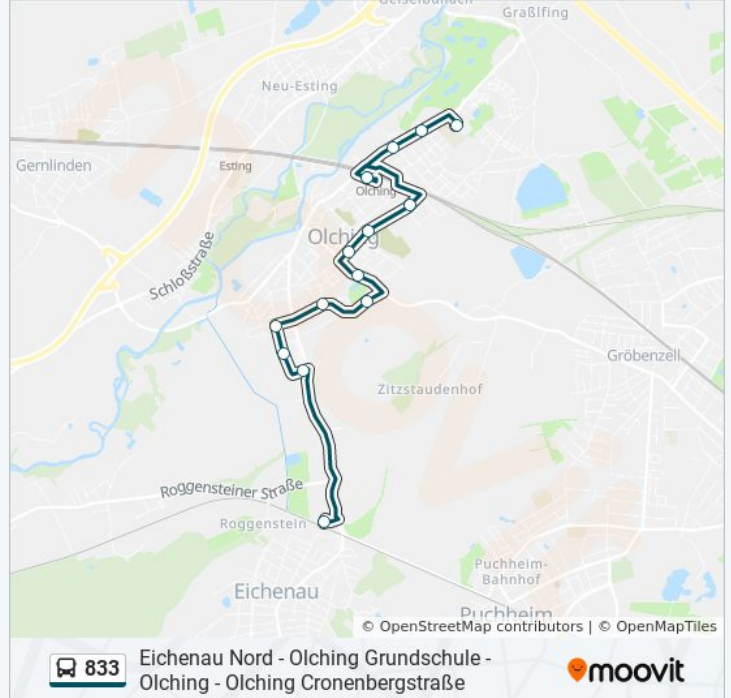 Geiselbullach
Graßlfing
Neu-Esting
Gernlinden
Esting
Olching
Olching
Schloßstraße
Gröbenzell
Zitzstaudenhof
Roggensteiner Straße
Roggenstein
Puchheim-
Bahnhof
Eichenau
Puchheim
© OpenStreetMap contributors | © OpenMapTiles
833
Eichenau Nord - Olching Grundschule -
Olching - Olching Cronenbergstraße
moovit